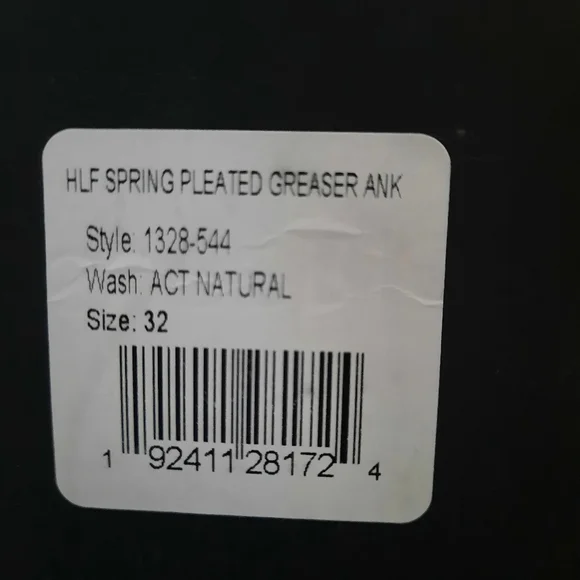 HLF SPRING PLEATED GREASER ANK
Style: 1328-544
Wash: ACT NATURAL
Size: 32
1 92411 28172 4